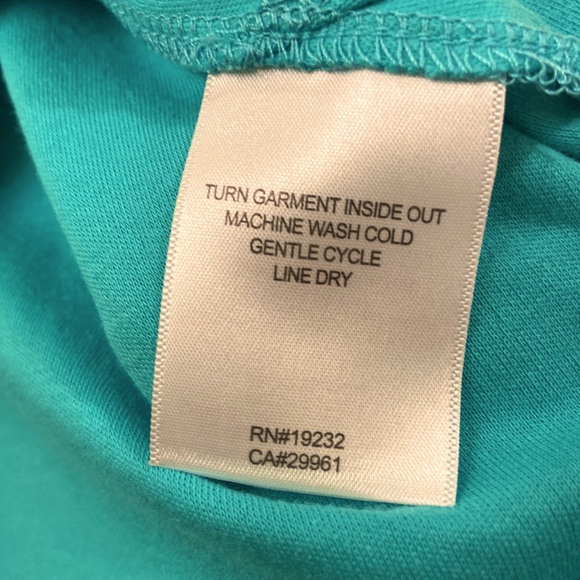 TURN GARMENT INSIDE OUT
MACHINE WASH COLD
GENTLE CYCLE
LINE DRY
RN#19232
CA#29961